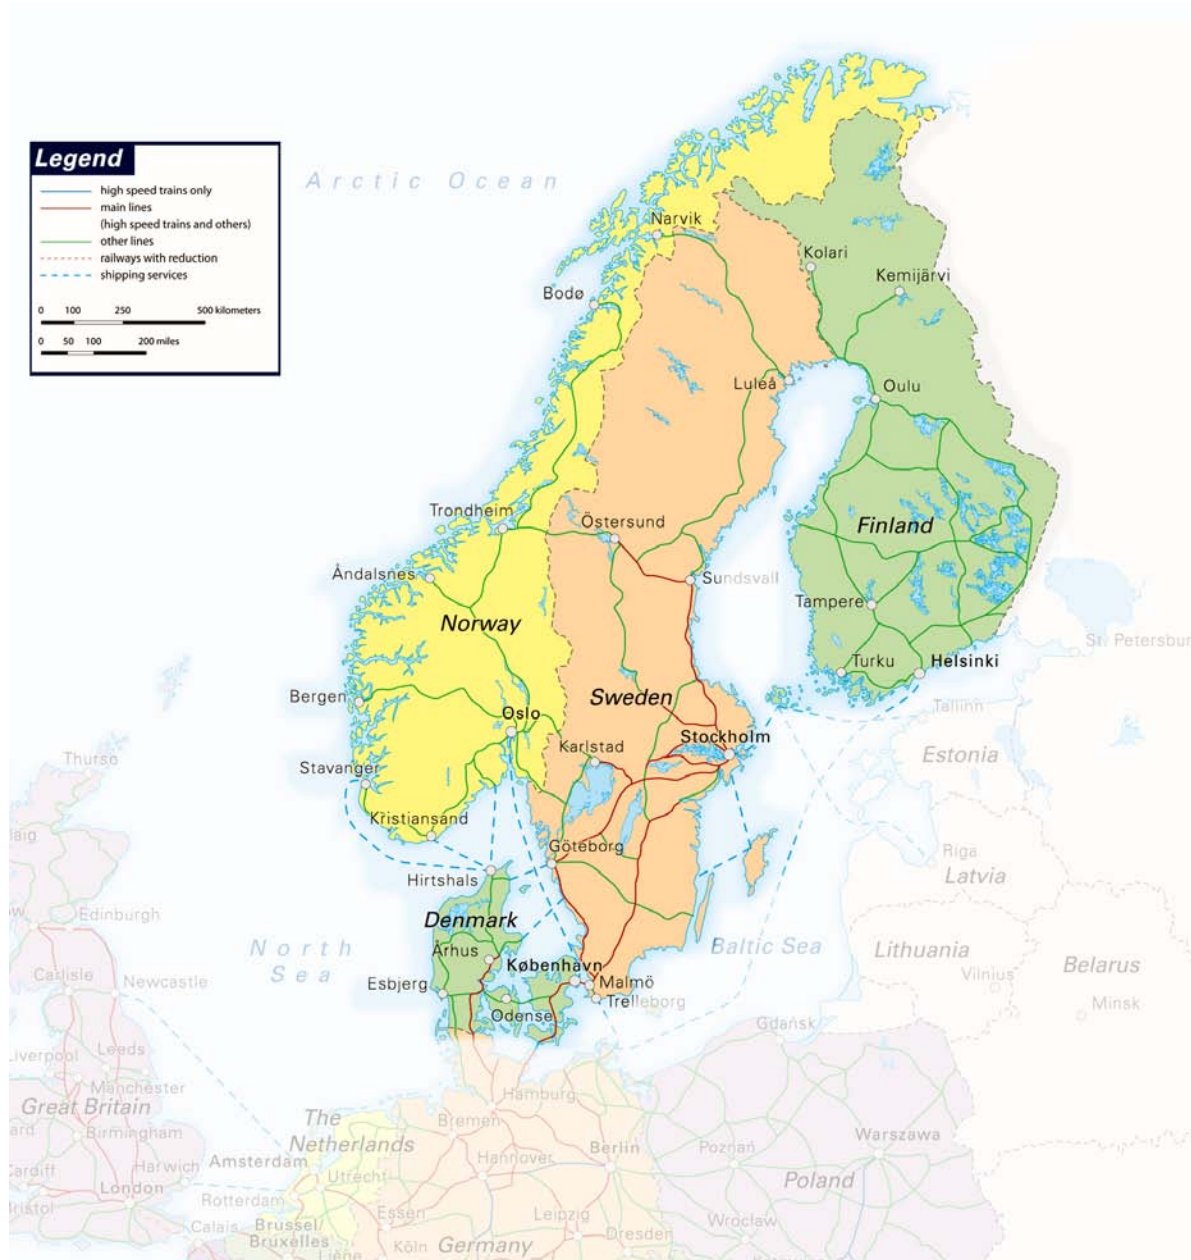 Legend
high speed trains only
main lines
(high speed trains and others)
other lines
railways with reduction
shipping services
0 100 250 500 kilometers
0 50 100 200 miles
Arctic Ocean
Narvik
Kolari
Kemijärvi
Bodø
Luleå
Oulu
Trondheim
Östersund
Finland
Åndalsnes
Sundsvall
Tampere
Norway
St. Petersbur
Turku
Helsinki
Bergen
Sweden
Oslo
Tallinn
Stockholm
Karlstad
Estonia
Thurso
Stavanger
Kristiansand
laig
Göteborg
Riga
Latvia
Hirtshals
Edinburgh
Denmark
North
Sea
Baltic Sea
Lithuania
Århus
København
Belarus
Carlisle
Newcastle
Esbjerg
Malmö
Vilnius
Trelleborg
Minsk
Odense
Gdańsk
Liverpool
Leeds
Manchester
Hamburg
Great Britain
The
Netherlands
Bremen
Birmingham
Warszawa
Poznań
Berlin
Hannover
Cardiff
Harwich
Amsterdam
Utrecht
Poland
London
Rotterdam
Bristol
Essen
Leipzig
Calais
Brussel/
Bruxelles
Wrocław
Dresden
Köln
Germany
Liège